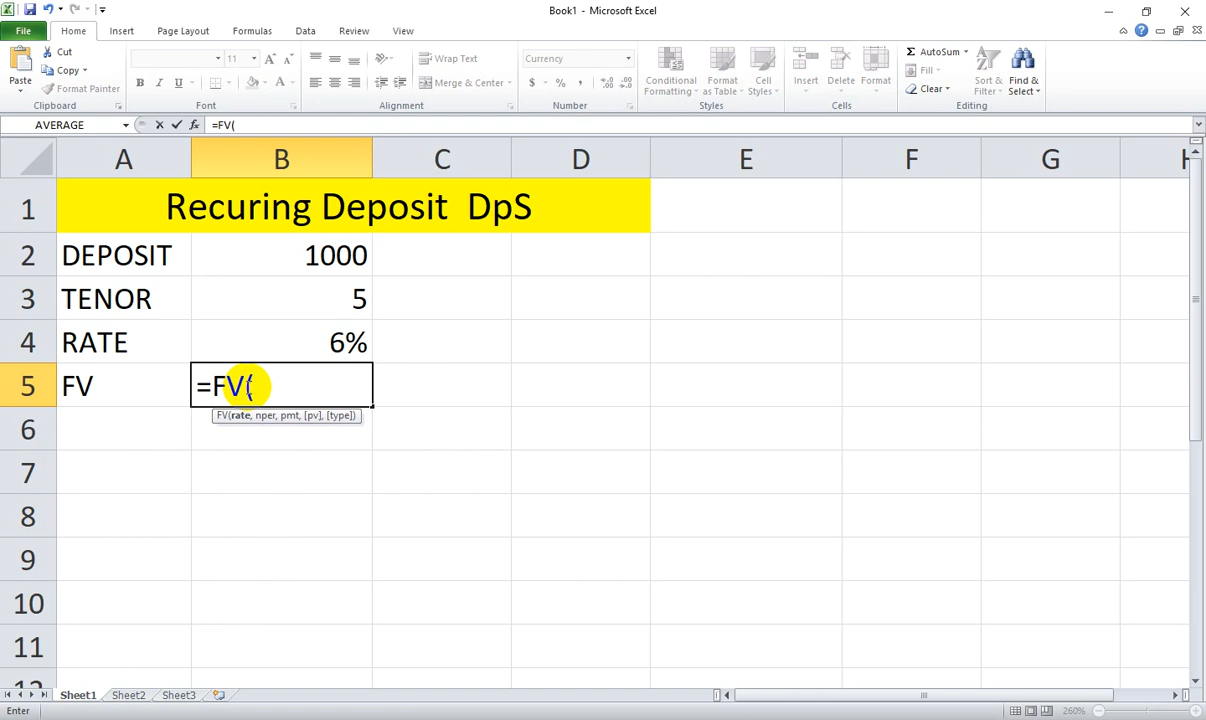 Book1 - Microsoft Excel
File Home Insert Page Layout Formulas Data Review View
Paste
Cut
Copy
Format Painter
Clipboard
11
B I U A
Font
Wrap Text
Merge & Center
Alignment
Currency
$ % ,
Number
Conditional Formatting
Format as Table
Cell Styles
Styles
Insert Delete Format
Cells
Σ AutoSum
Fill
Clear
Sort & Filter
Find & Select
Editing
AVERAGE fx =FV(
A B C D E F G H
1 Recuring Deposit DpS
2 DEPOSIT 1000
3 TENOR 5
4 RATE 6%
5 FV =FV(
FV(rate, nper, pmt, [pv], [type])
6
7
8
9
10
11
12
Sheet1 Sheet2 Sheet3
Enter 260%